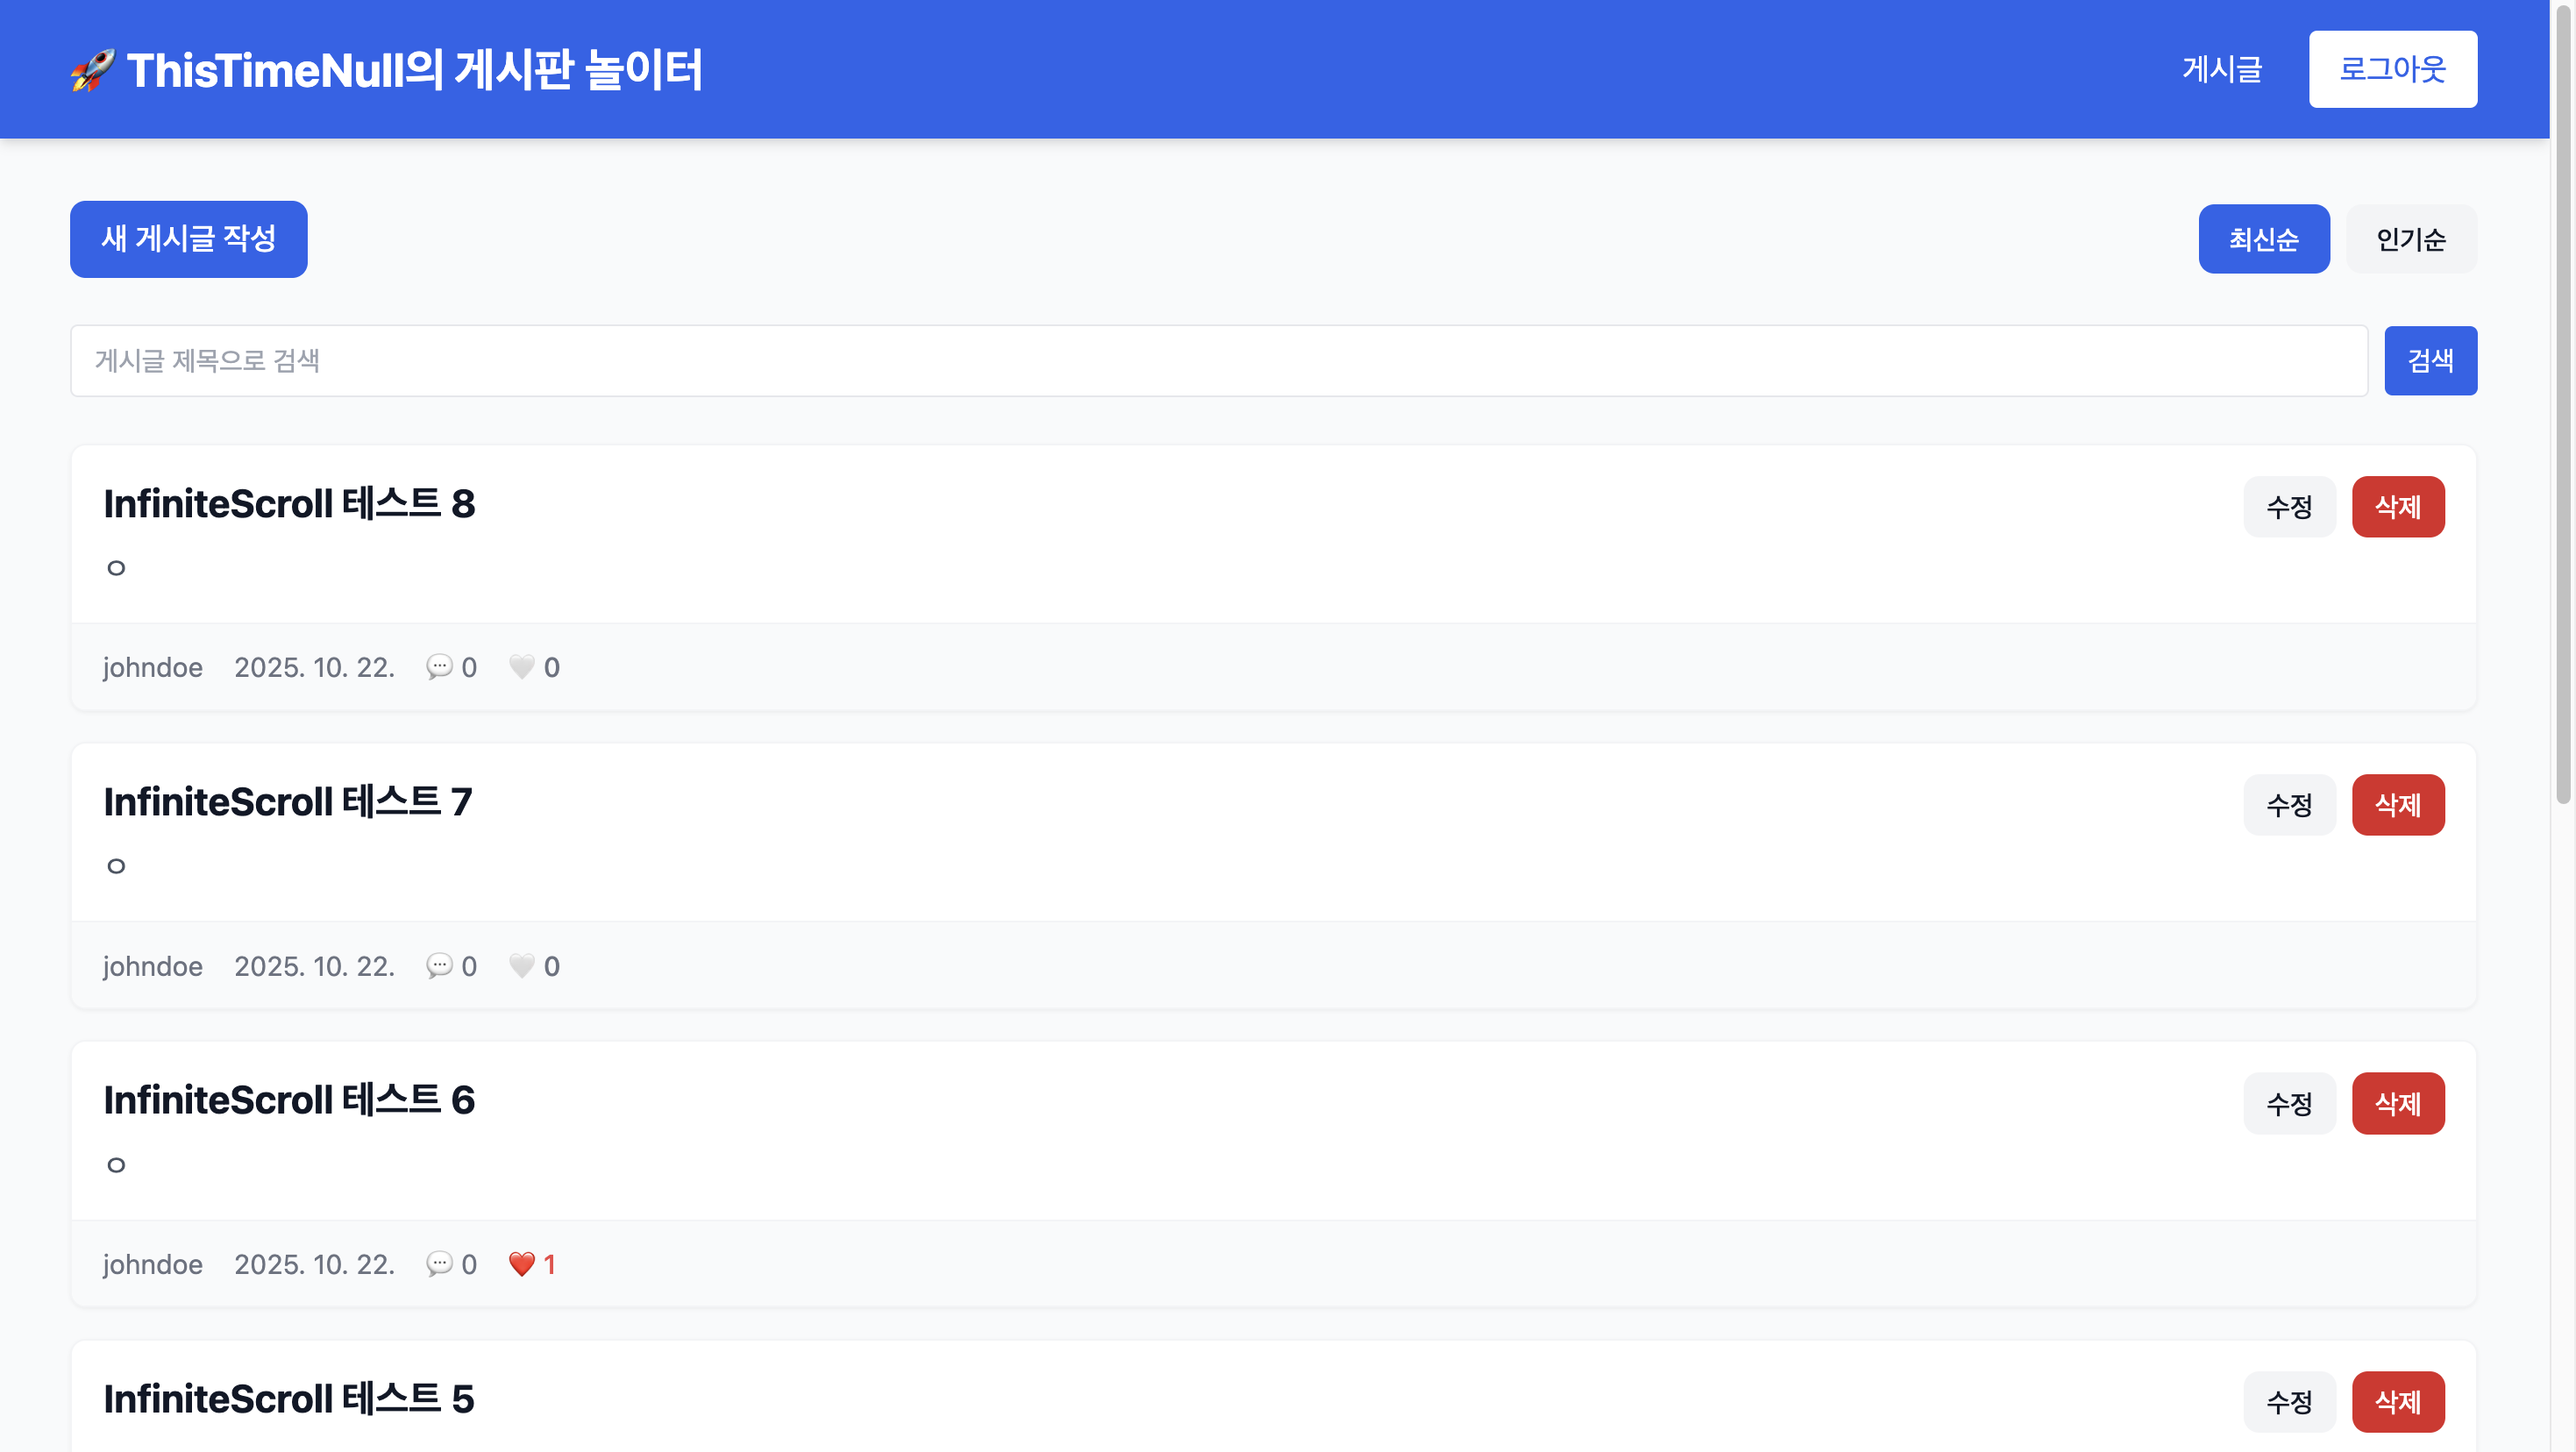 🚀 ThisTimeNull의 게시판 놀이터
게시글
로그아웃
새 게시글 작성
최신순
인기순
게시글 제목으로 검색
검색
InfiniteScroll 테스트 8
수정
삭제
ㅇ
johndoe 2025. 10. 22. 💬 0 🤍 0
InfiniteScroll 테스트 7
수정
삭제
ㅇ
johndoe 2025. 10. 22. 💬 0 🤍 0
InfiniteScroll 테스트 6
수정
삭제
ㅇ
johndoe 2025. 10. 22. 💬 0 ❤️ 1
InfiniteScroll 테스트 5
수정
삭제